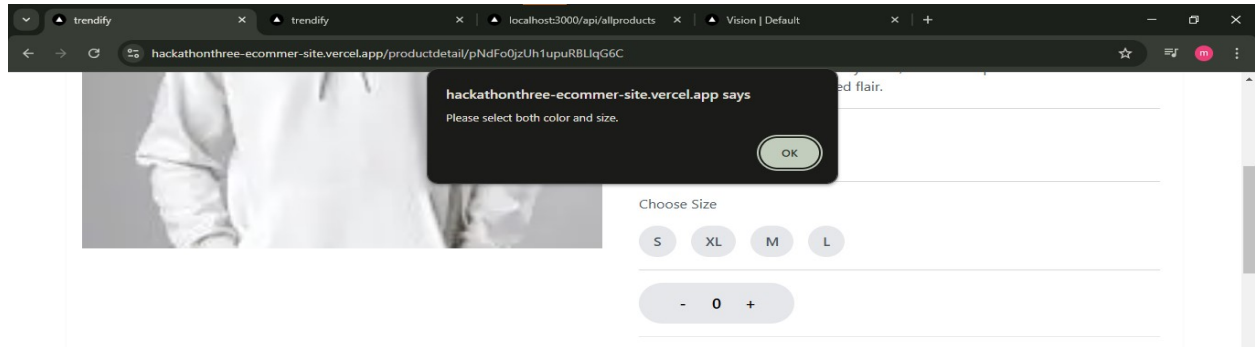 trendify
trendify
localhost:3000/api/allproducts
Vision | Default
hackathonthree-ecommer-site.vercel.app/productdetail/pNdFo0jzUh1upuRBLlqG6C
m
hackathonthree-ecommer-site.vercel.app says
Please select both color and size.
OK
ed flair.
Choose Size
S XL M L
- 0 +